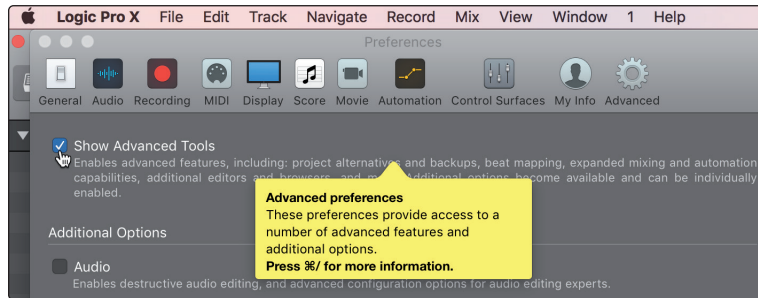 Logic Pro X File Edit Track Navigate Record Mix View Window 1 Help
Preferences
General Audio Recording MIDI Display Score Movie Automation Control Surfaces My Info Advanced
Show Advanced Tools
Enables advanced features, including: project alternatives and backups, beat mapping, expanded mixing and automation
capabilities, additional editors and browsers, and Additional options become available and can be individually
enabled.
Advanced preferences
These preferences provide access to a
number of advanced features and
additional options.
Press ⌘/ for more information.
Additional Options
Audio
Enables destructive audio editing, and advanced configuration options for audio editing experts.